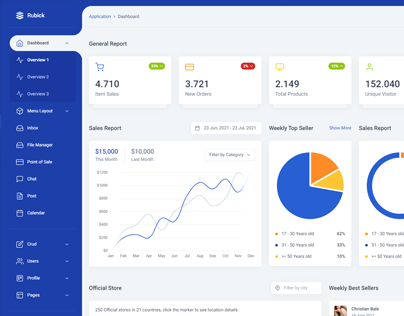 Rubick
Application > Dashboard
Dashboard
Overview 1
Overview 2
Overview 3
Menu Layout
Inbox
File Manager
Point of Sale
Chat
Post
Calendar
Crud
Users
Profile
Pages
General Report
4.710
Item Sales
3.721
New Orders
2%
2.149
Total Products
12%
152.040
Unique Visitor
Sales Report
23 Jun, 2021 - 23 Jul, 2021
$15,000
This Month
$10,000
Last Month
Filter by Category
$1200
$1000
$800
$600
$400
$200
$0
Jan Feb Mar Apr May Jun Jul Aug Sep Oct Nov Dec
Weekly Top Seller
Show More
17 - 30 Years old 62%
31 - 50 Years old 33%
>= 50 Years old 10%
Sales Report
17 - 30 Years old
31 - 50 Years old
>= 50 Years old
Official Store
Filter by city
250 Official stores in 21 countries, click the marker to see location details.
Weekly Best Sellers
Christian Bale